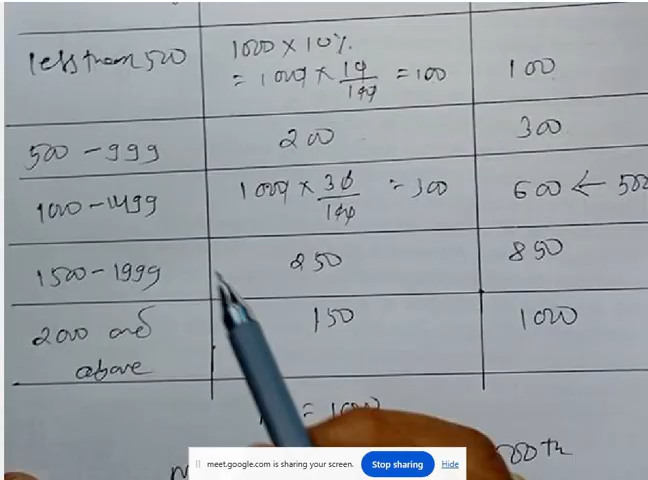 less than 500
1000 × 10%
= 1000 × 10/100 = 100
100
500 - 999
200
300
1000 - 1499
1000 × 30/100 = 300
600 ← 500
1500 - 1999
250
850
2000 and above
150
1000
= 1000
meet.google.com is sharing your screen.
Stop sharing
Hide